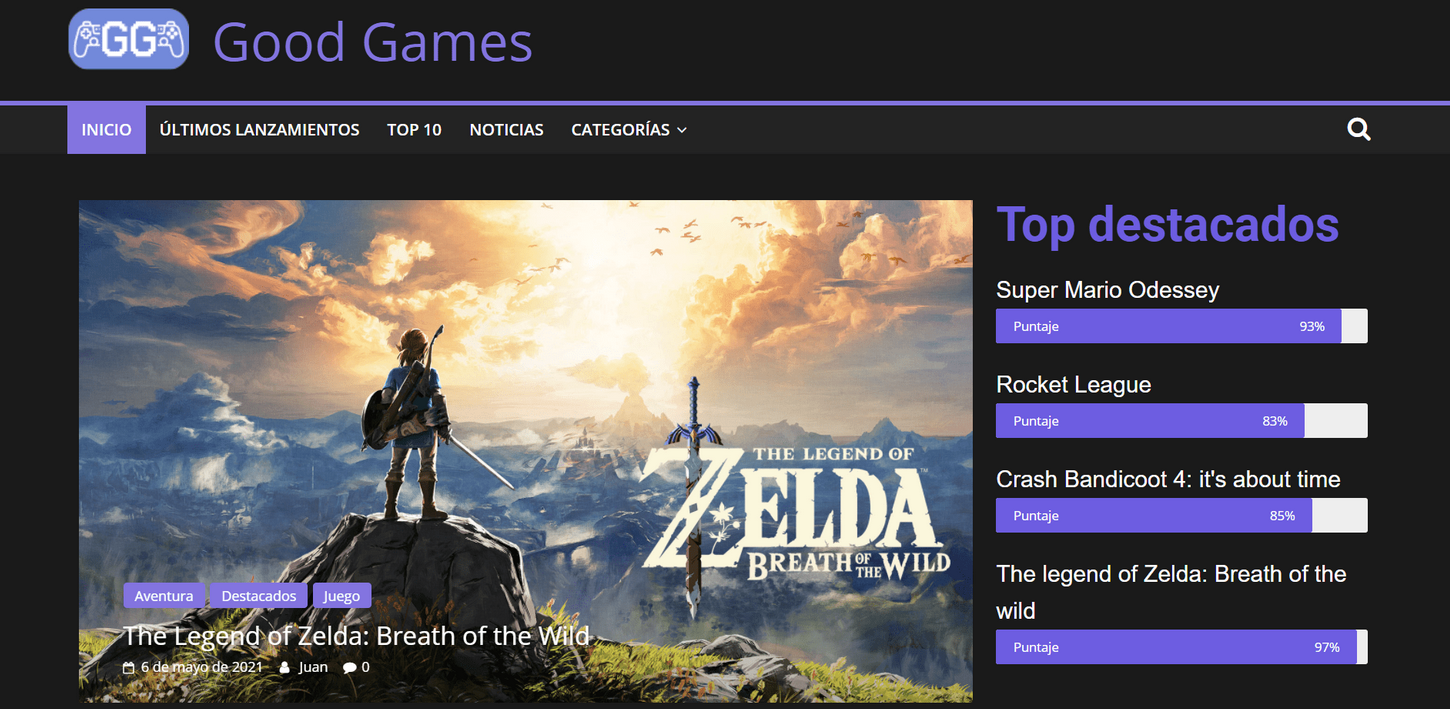 GG
Good Games
INICIO ÚLTIMOS LANZAMIENTOS TOP 10 NOTICIAS CATEGORÍAS
THE LEGEND OF
ZELDA
BREATH OF THE WILD
TM
Aventura Destacados Juego
The Legend of Zelda: Breath of the Wild
6 de mayo de 2021 Juan 0
Top destacados
Super Mario Odessey
Puntaje 93%
Rocket League
Puntaje 83%
Crash Bandicoot 4: it's about time
Puntaje 85%
The legend of Zelda: Breath of the
wild
Puntaje 97%